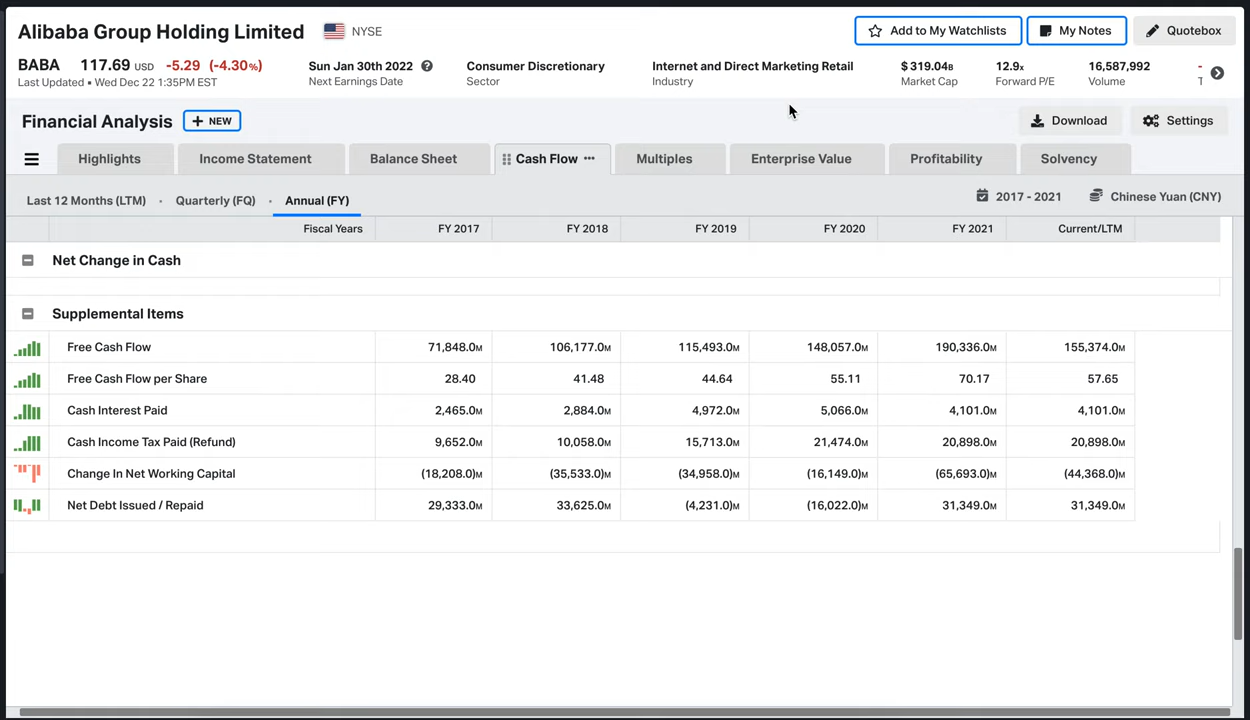 Alibaba Group Holding Limited NYSE Add to My Watchlists My Notes Quotebox
BABA 117.69 USD -5.29 (-4.30%) Sun Jan 30th 2022 Consumer Discretionary Internet and Direct Marketing Retail $319.04B 12.9x 16,587,992 -
Last Updated • Wed Dec 22 1:35PM EST Next Earnings Date Sector Industry Market Cap Forward P/E Volume T
Financial Analysis + NEW Download Settings
Highlights Income Statement Balance Sheet Cash Flow ••• Multiples Enterprise Value Profitability Solvency
Last 12 Months (LTM) • Quarterly (FQ) • Annual (FY) 2017 - 2021 Chinese Yuan (CNY)
Fiscal Years FY 2017 FY 2018 FY 2019 FY 2020 FY 2021 Current/LTM
Net Change in Cash
Supplemental Items
Free Cash Flow 71,848.0M 106,177.0M 115,493.0M 148,057.0M 190,336.0M 155,374.0M
Free Cash Flow per Share 28.40 41.48 44.64 55.11 70.17 57.65
Cash Interest Paid 2,465.0M 2,884.0M 4,972.0M 5,066.0M 4,101.0M 4,101.0M
Cash Income Tax Paid (Refund) 9,652.0M 10,058.0M 15,713.0M 21,474.0M 20,898.0M 20,898.0M
Change In Net Working Capital (18,208.0)M (35,533.0)M (34,958.0)M (16,149.0)M (65,693.0)M (44,368.0)M
Net Debt Issued / Repaid 29,333.0M 33,625.0M (4,231.0)M (16,022.0)M 31,349.0M 31,349.0M